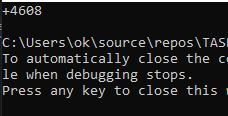 +4608
C:\Users\ok\source\repos\TAS
To automatically close the
le when debugging stops.
Press any key to close this